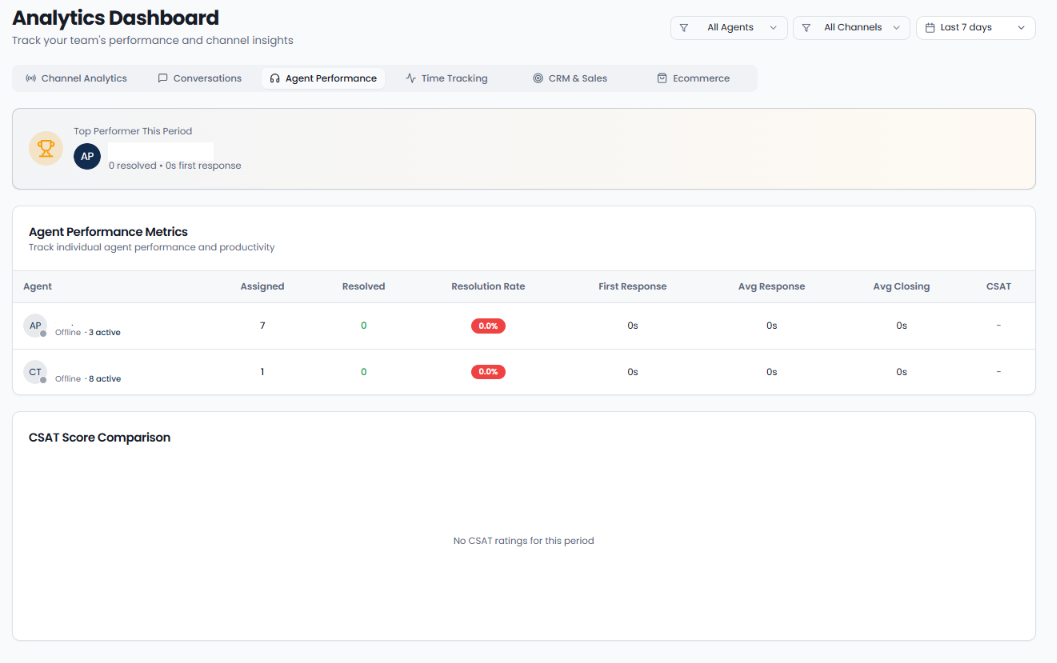 Analytics Dashboard
Track your team's performance and channel insights
All Agents
All Channels
Last 7 days
Channel Analytics
Conversations
Agent Performance
Time Tracking
CRM & Sales
Ecommerce
Top Performer This Period
AP
0 resolved • 0s first response
Agent Performance Metrics
Track individual agent performance and productivity
Agent Assigned Resolved Resolution Rate First Response Avg Response Avg Closing CSAT
AP Offline · 3 active 7 0 0.0% 0s 0s 0s -
CT Offline · 8 active 1 0 0.0% 0s 0s 0s -
CSAT Score Comparison
No CSAT ratings for this period